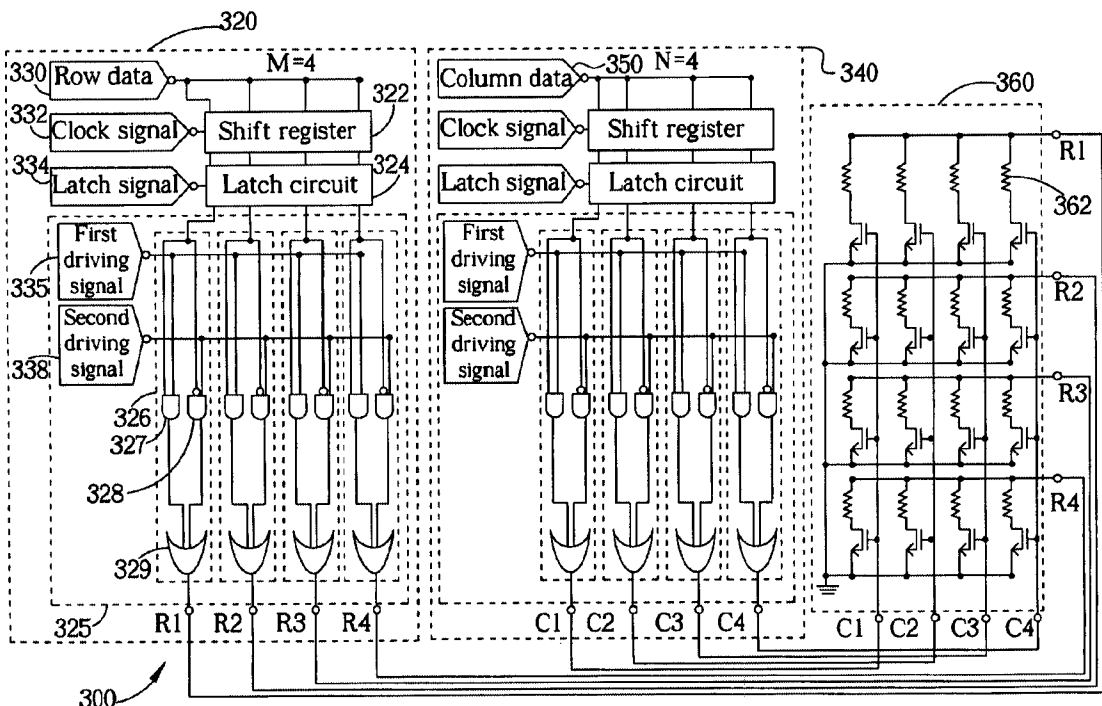 320
330
Row data
M=4
322
332
Clock signal
Shift register
334
Latch signal
Latch circuit
324
First
driving
signal
335
Second
driving
signal
338
326
327
328
329
325
R1
R2
R3
R4
300
Column data
350
N=4
340
Clock signal
Shift register
Latch signal
Latch circuit
First
driving
signal
Second
driving
signal
C1
C2
C3
C4
360
R1
362
R2
R3
R4
C1
C2
C3
C4